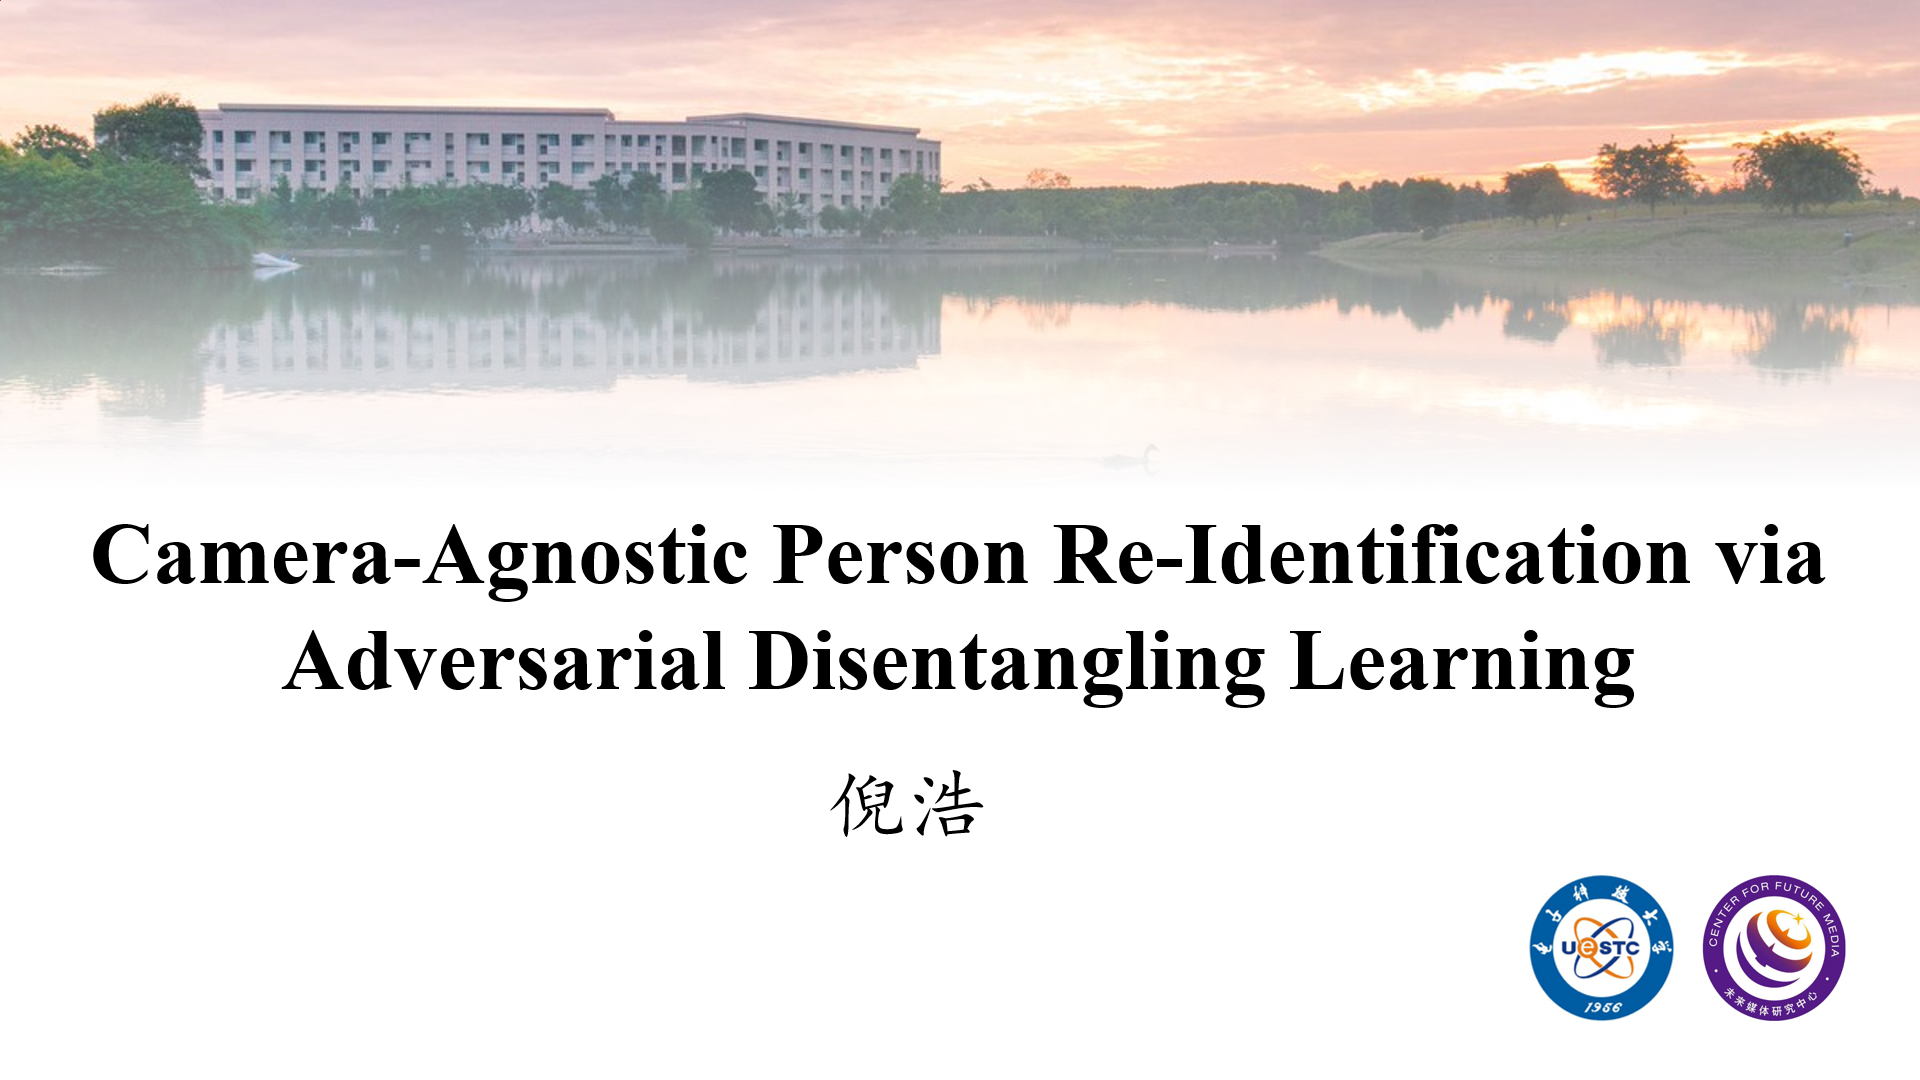 Camera-Agnostic Person Re-Identification via
Adversarial Disentangling Learning
倪浩
电子科技大学
UeSTC
1956
CENTER FOR FUTURE MEDIA
未来媒体研究中心